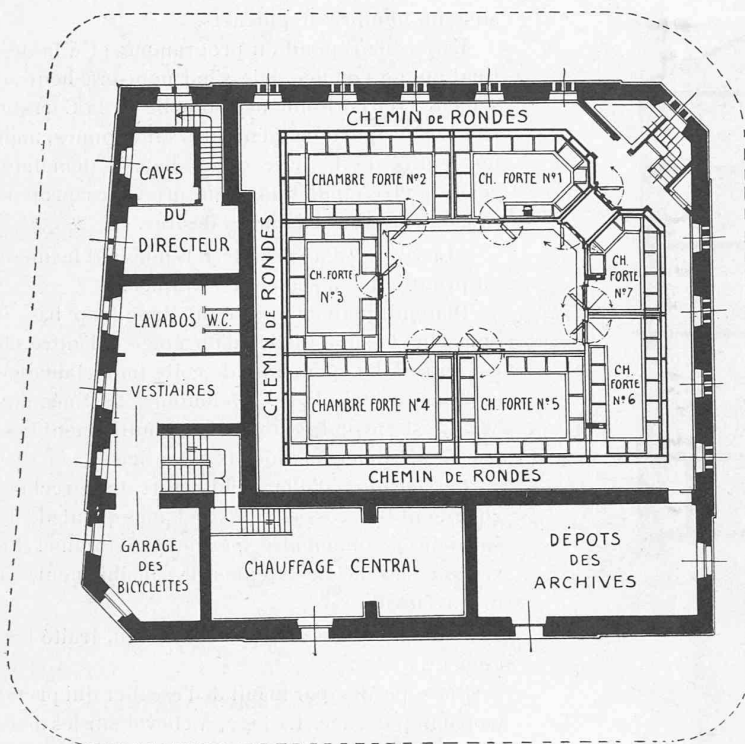 CHEMIN DE RONDES
CAVES
DU
DIRECTEUR
CHAMBRE FORTE N°2
CH. FORTE N°1
CHEMIN DE RONDES
CH. FORTE
N°3
CH.
FORTE
N°7
LAVABOS
W.C.
VESTIAIRES
CHAMBRE FORTE N°4
CH. FORTE N°5
CH.
FORTE
N°6
CHEMIN DE RONDES
GARAGE
DES
BICYCLETTES
CHAUFFAGE CENTRAL
DÉPOTS
DES
ARCHIVES